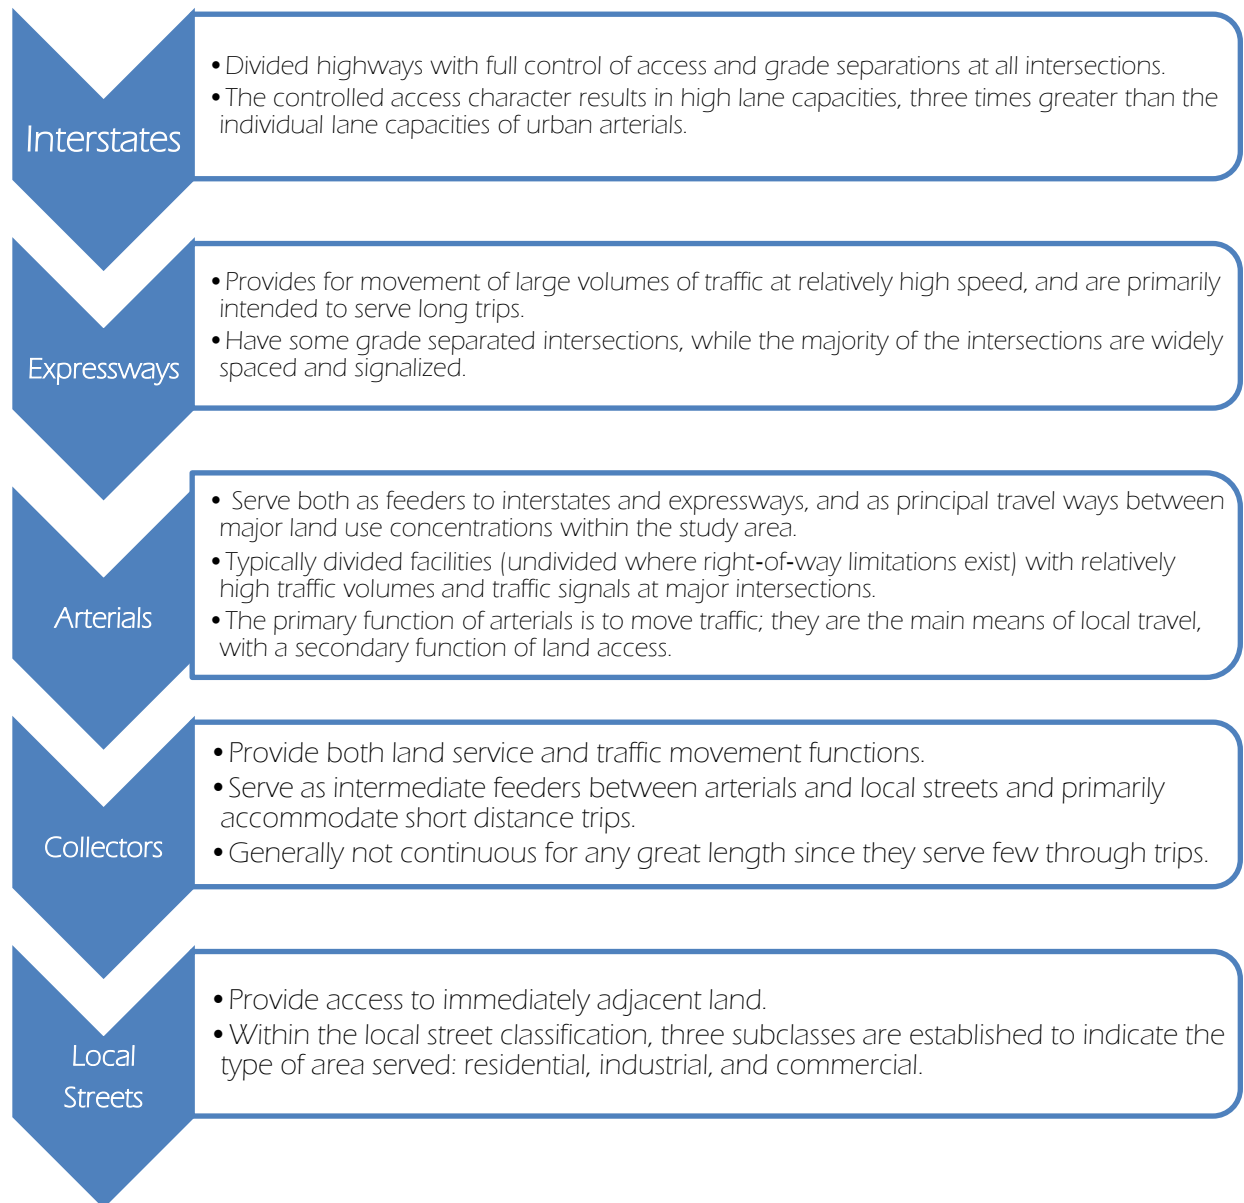 Interstates
• Divided highways with full control of access and grade separations at all intersections.
• The controlled access character results in high lane capacities, three times greater than the
individual lane capacities of urban arterials.
Expressways
• Provides for movement of large volumes of traffic at relatively high speed, and are primarily
intended to serve long trips.
• Have some grade separated intersections, while the majority of the intersections are widely
spaced and signalized.
Arterials
• Serve both as feeders to interstates and expressways, and as principal travel ways between
major land use concentrations within the study area.
• Typically divided facilities (undivided where right-of-way limitations exist) with relatively
high traffic volumes and traffic signals at major intersections.
• The primary function of arterials is to move traffic; they are the main means of local travel,
with a secondary function of land access.
Collectors
• Provide both land service and traffic movement functions.
• Serve as intermediate feeders between arterials and local streets and primarily
accommodate short distance trips.
• Generally not continuous for any great length since they serve few through trips.
Local
Streets
• Provide access to immediately adjacent land.
• Within the local street classification, three subclasses are established to indicate the
type of area served: residential, industrial, and commercial.